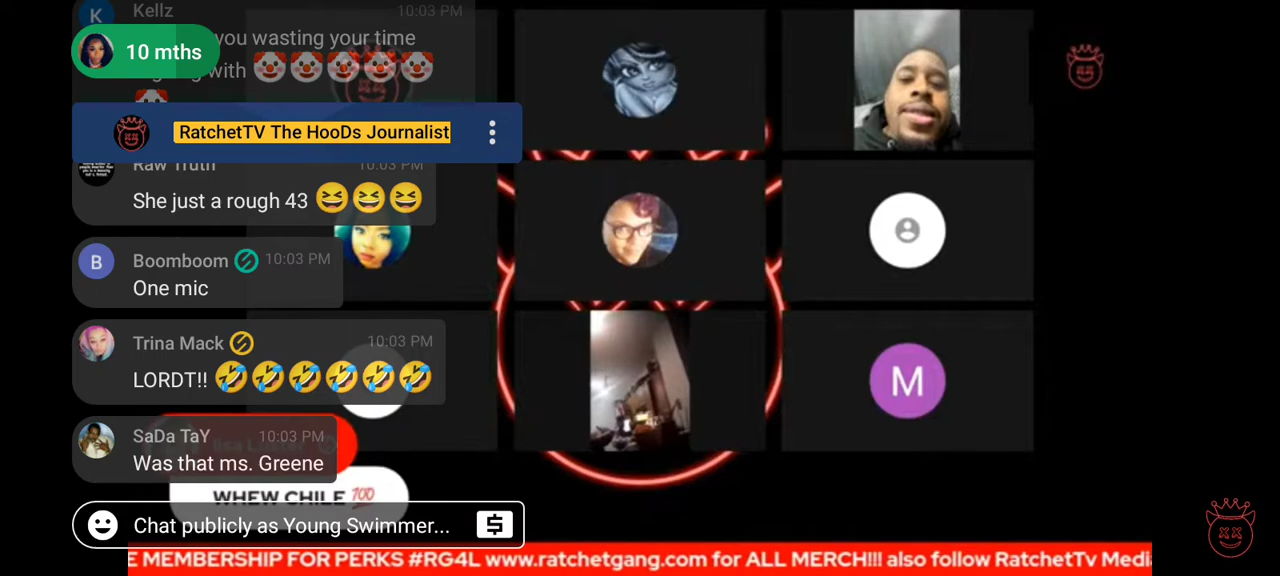 K
Kellz
10:03 PM
10 mths
you wasting your time
with 🤡🤡🤡🤡🤡
🤡
RatchetTV The HooDs Journalist
Raw Truth
10:03 PM
She just a rough 43 😆😆😆
B
Boomboom
10:03 PM
One mic
Trina Mack
10:03 PM
LORDT!! 🤣🤣🤣🤣🤣🤣
SaDa TaY
10:03 PM
Was that ms. Greene
WHEW CHILE 💯
Chat publicly as Young Swimmer...
M
E MEMBERSHIP FOR PERKS #RG4L www.ratchetgang.com for ALL MERCH!!! also follow RatchetTv Medi